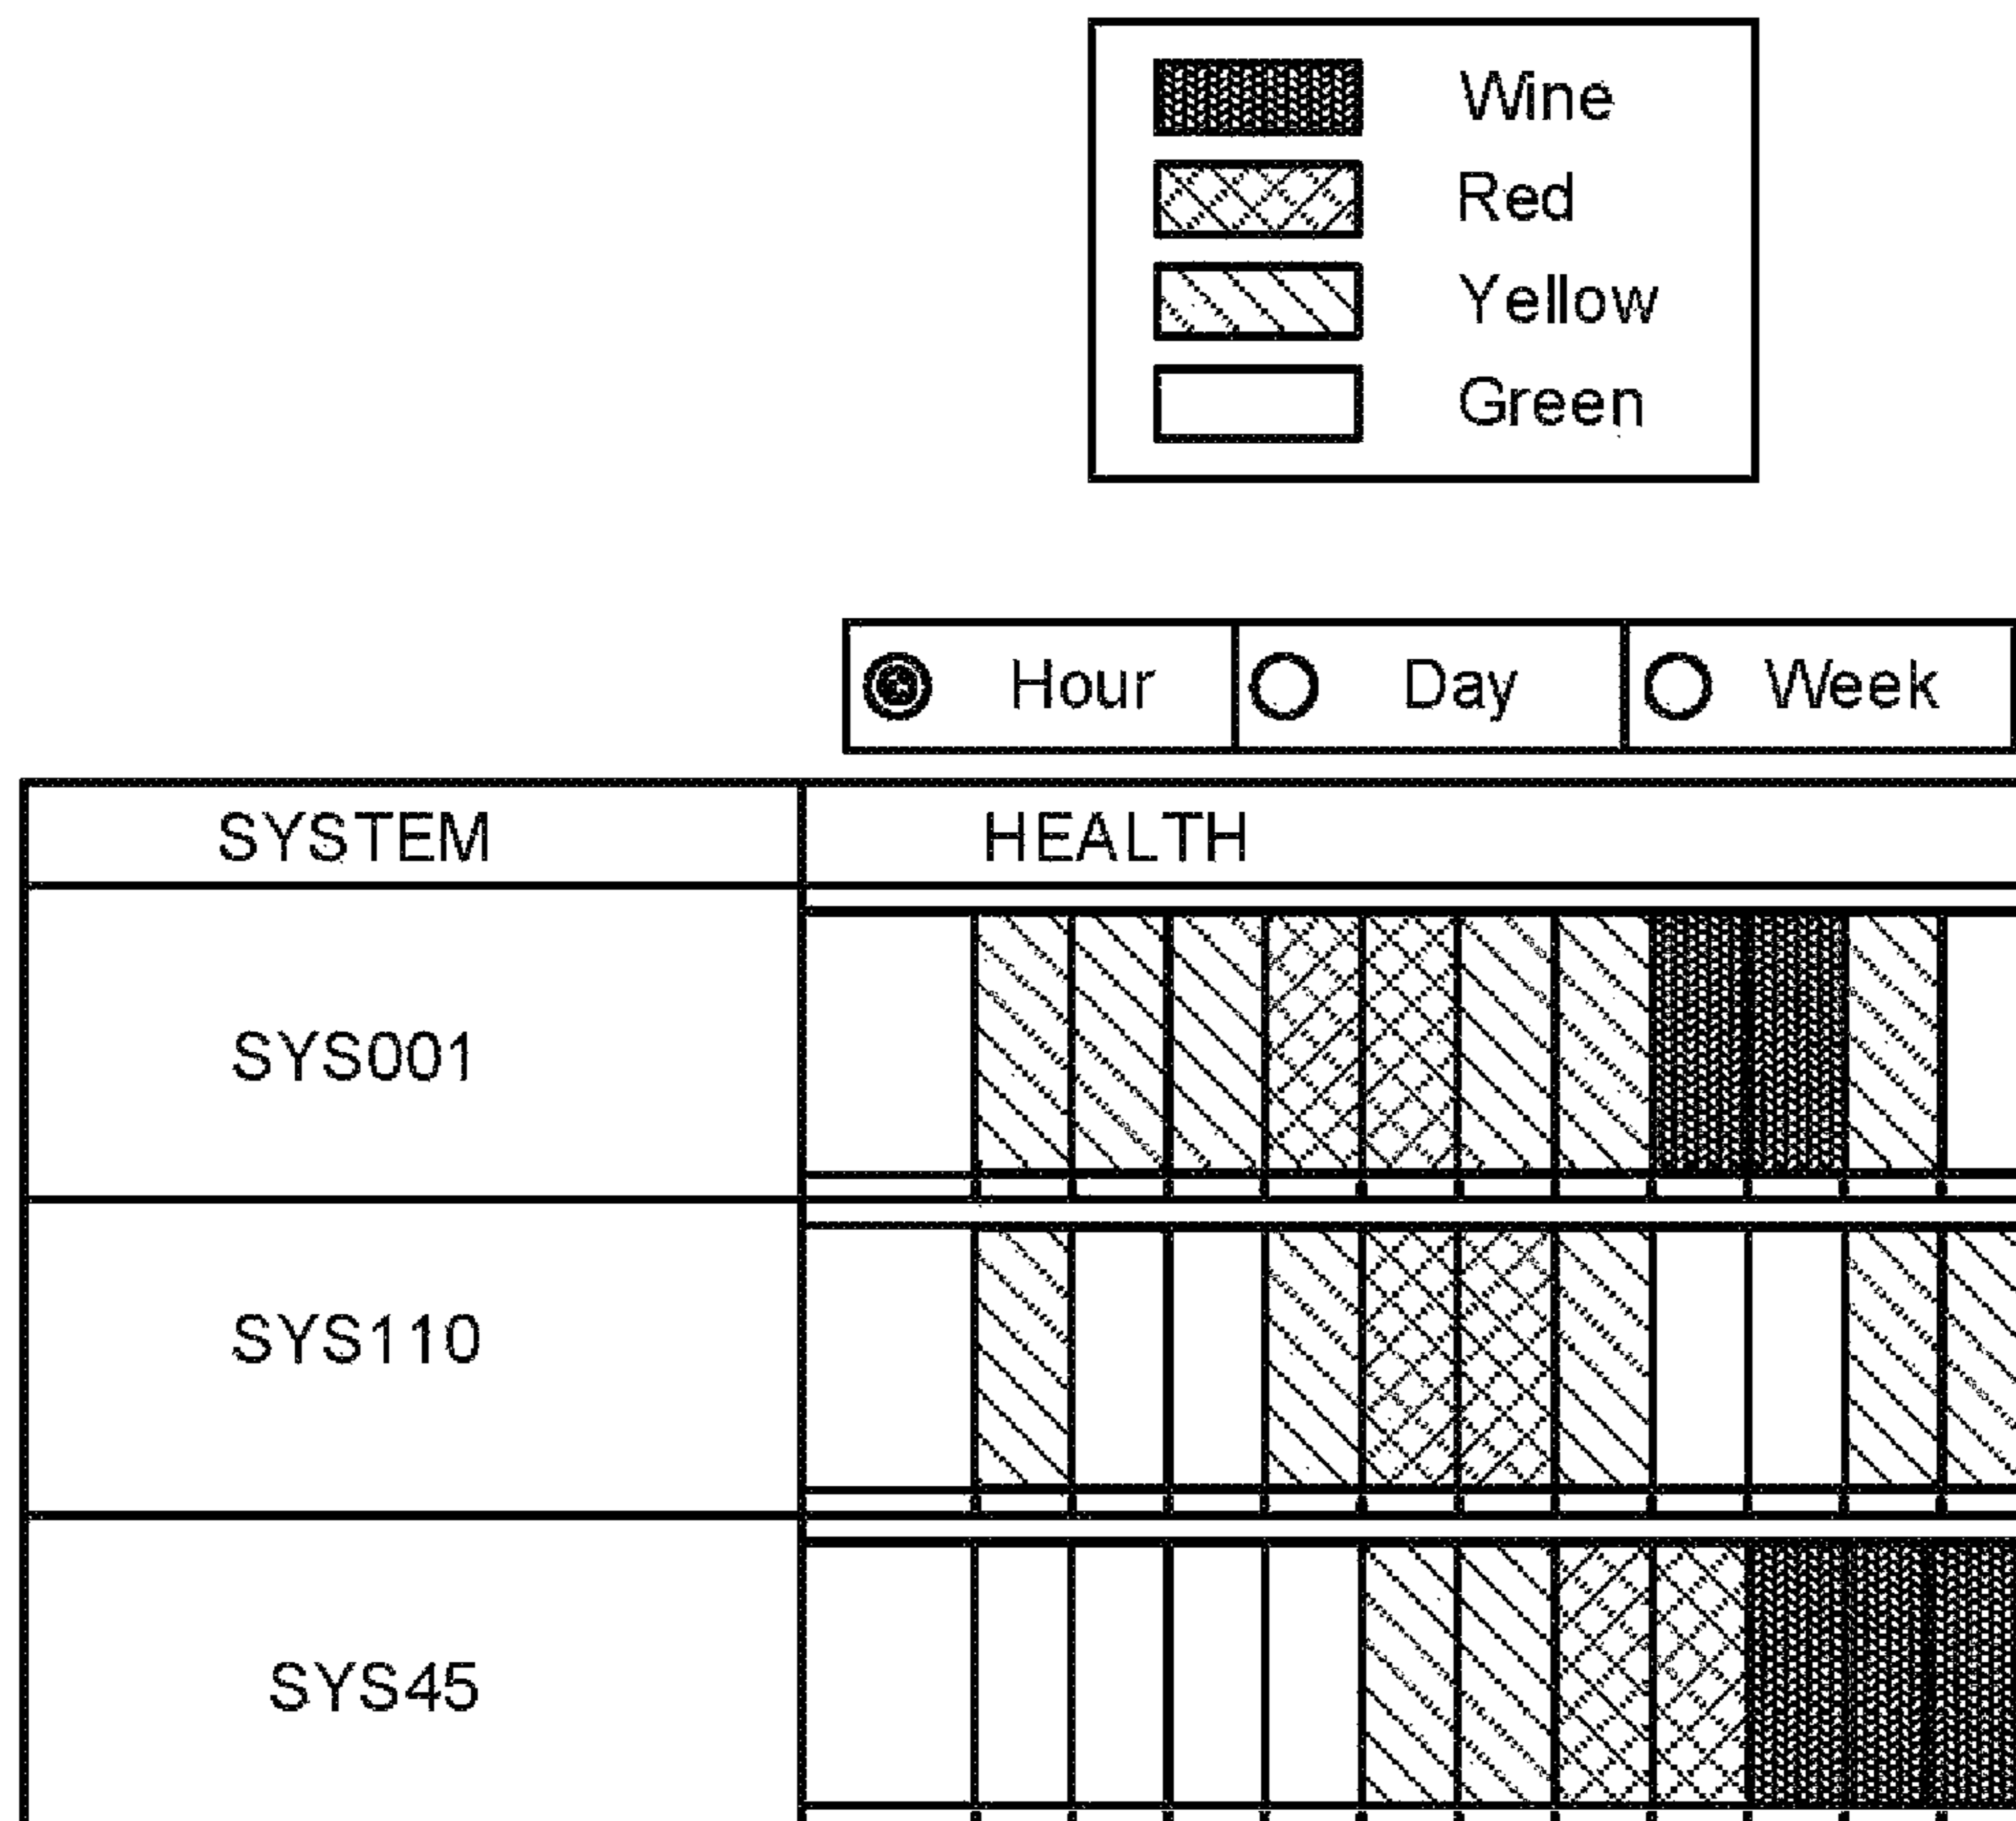 Wine
Red
Yellow
Green
Hour Day Week
SYSTEM HEALTH
SYS001
SYS110
SYS45